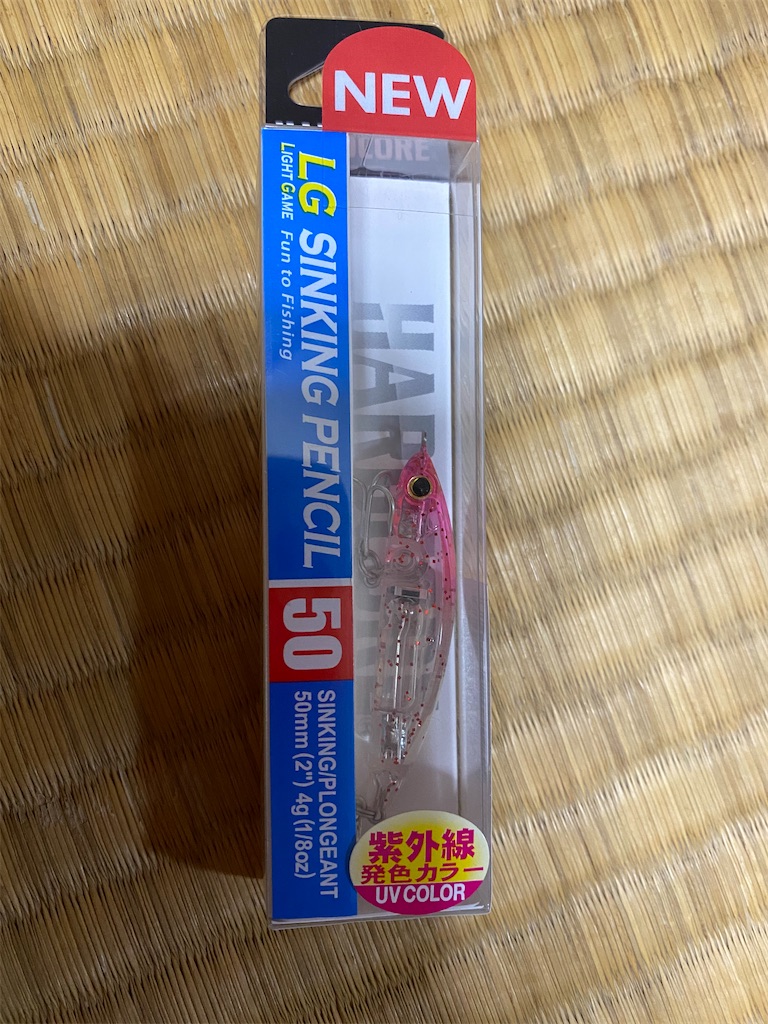 NEW
LG SINKING PENCIL
LIGHT GAME Fun to Fishing
50
SINKING/PLONGEANT
50mm (2") 4g (1/8oz)
紫外線
発色カラー
UV COLOR